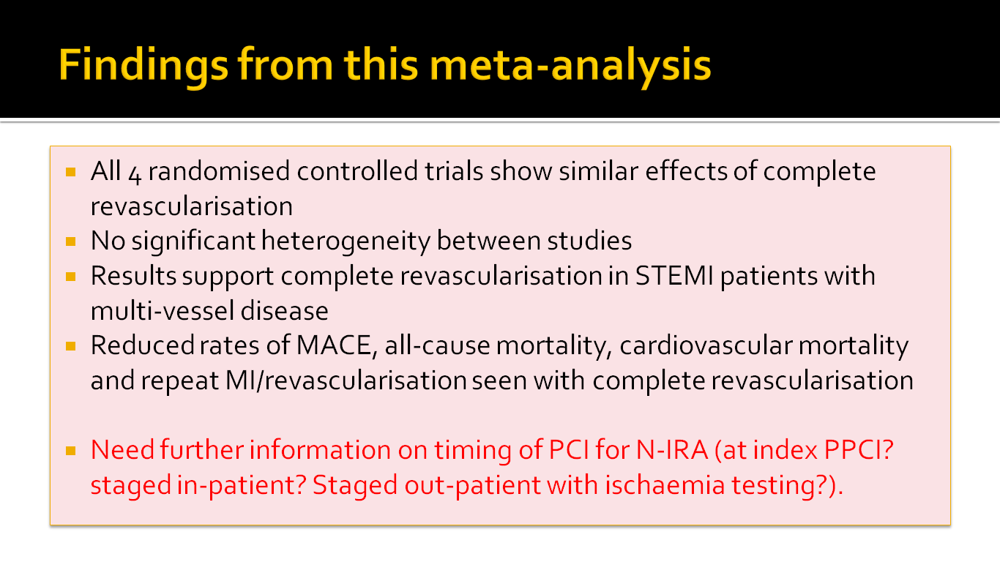 Findings from this meta-analysis
All 4 randomised controlled trials show similar effects of complete
revascularisation
No significant heterogeneity between studies
Results support complete revascularisation in STEMI patients with
multi-vessel disease
Reduced rates of MACE, all-cause mortality, cardiovascular mortality
and repeat MI/revascularisation seen with complete revascularisation
Need further information on timing of PCI for N-IRA (at index PPCI?
staged in-patient? Staged out-patient with ischaemia testing?).